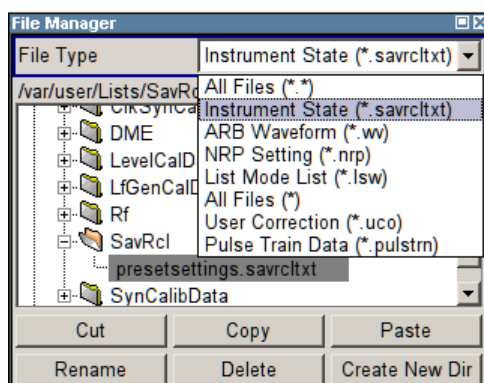 File Manager
File Type
Instrument State (*.savrcltxt)
/var/user/Lists/SavRc
All Files (*.*)
Instrument State (*.savrcltxt)
ARB Waveform (*.wv)
NRP Setting (*.nrp)
List Mode List (*.lsw)
All Files (*)
User Correction (*.uco)
Pulse Train Data (*.pulstrn)
ClkSynCa
DME
LevelCalD
LfGenCalD
Rf
SavRcl
presetsettings.savrcltxt
SynCalibData
Cut
Copy
Paste
Rename
Delete
Create New Dir